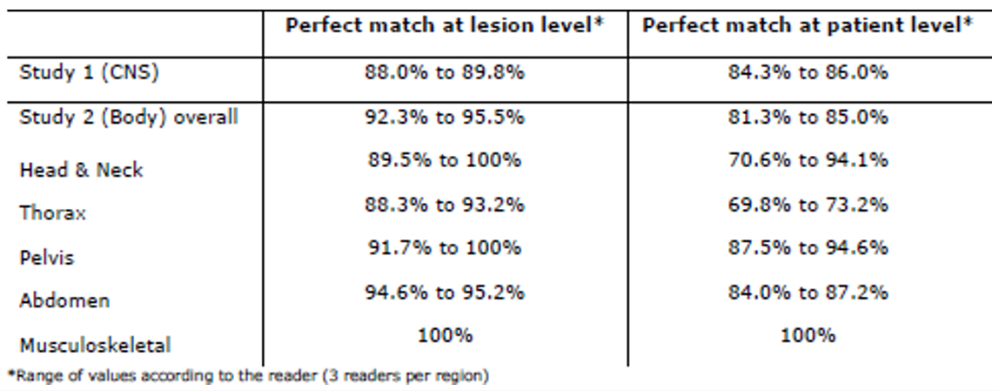 Perfect match at lesion level* Perfect match at patient level*
Study 1 (CNS) 88.0% to 89.8% 84.3% to 86.0%
Study 2 (Body) overall 92.3% to 95.5% 81.3% to 85.0%
Head & Neck 89.5% to 100% 70.6% to 94.1%
Thorax 88.3% to 93.2% 69.8% to 73.2%
Pelvis 91.7% to 100% 87.5% to 94.6%
Abdomen 94.6% to 95.2% 84.0% to 87.2%
Musculoskeletal 100% 100%
*Range of values according to the reader (3 readers per region)